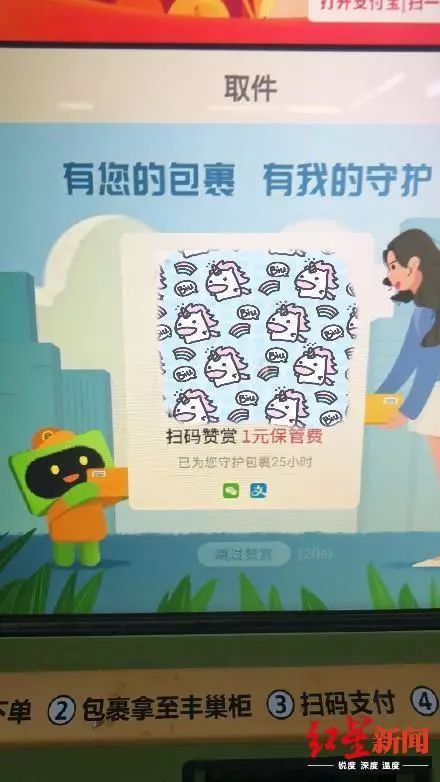 打开支付宝|扫一
取件
有您的包裹 有我的守护
扫码赞赏 1元保管费
已为您守护包裹25小时
跳过赞赏 (20s)
下单 ② 包裹拿至丰巢柜 ③ 扫码支付 ④
红星新闻
锐度 深度 温度